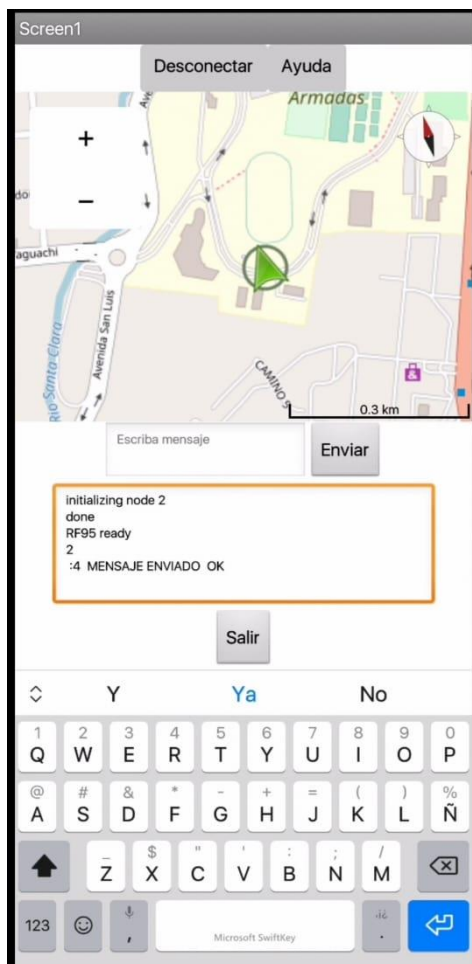 Screen1
Desconectar Ayuda
Armadas
Ave
+
−
aguachi
Avenida San Luis
Rio Santa Clara
CAMINO S
0.3 km
Escriba mensaje
Enviar
initializing node 2
done
RF95 ready
2
:4 MENSAJE ENVIADO OK
Salir
Y Ya No
1 2 3 4 5 6 7 8 9 0
Q W E R T Y U I O P
@ # & * - + = ( ) %
A S D F G H J K L Ñ
_ $ " ' : ; /
Z X C V B N M
123 , Microsoft SwiftKey .